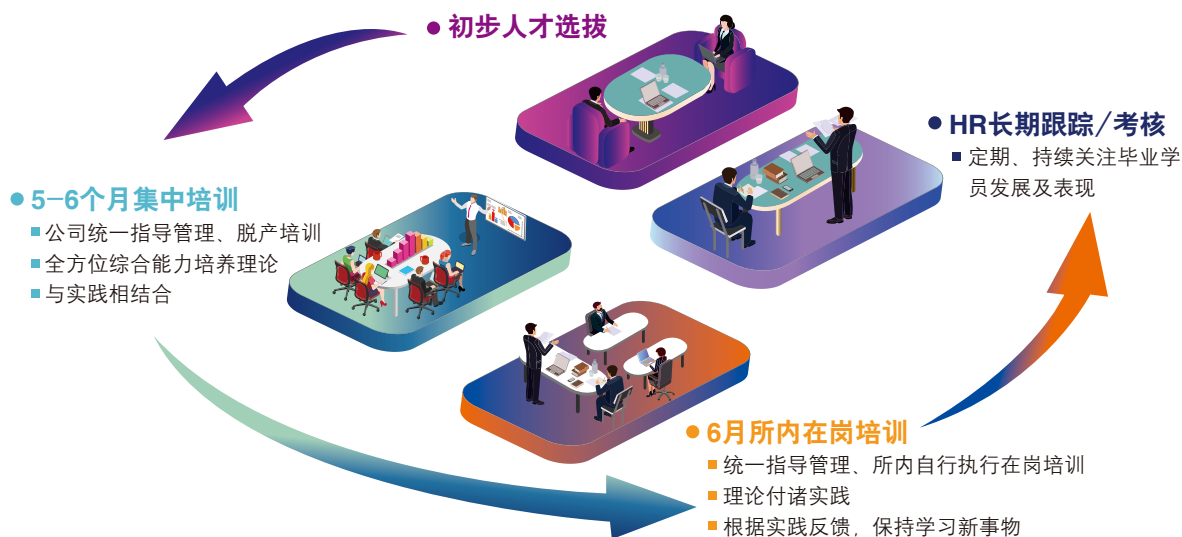 初步人才选拔
HR长期跟踪/考核
定期、持续关注毕业学
员发展及表现
5-6个月集中培训
公司统一指导管理、脱产培训
全方位综合能力培养理论
与实践相结合
6月所内在岗培训
统一指导管理、所内自行执行在岗培训
理论付诸实践
根据实践反馈，保持学习新事物